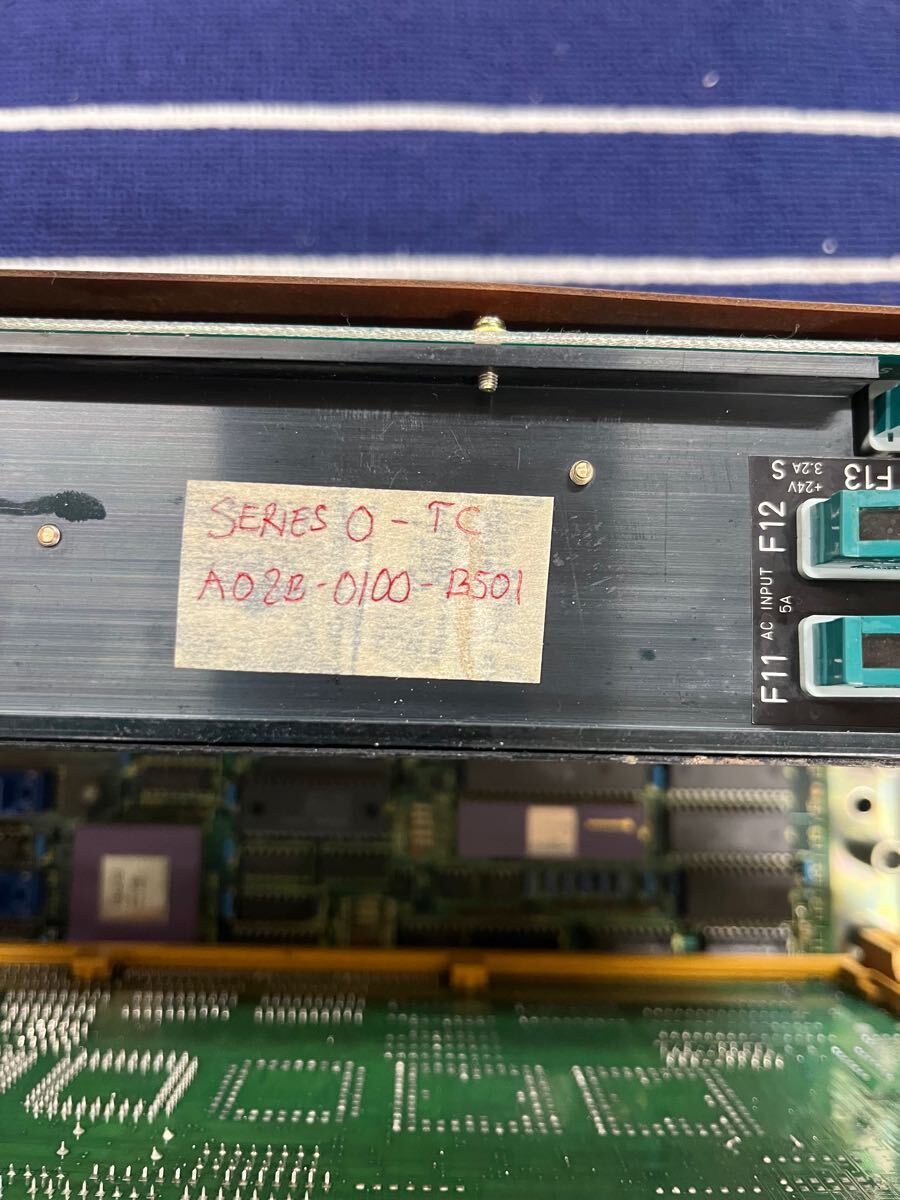 SERIES 0 - TC
A02B-0100-B501
F11
AC INPUT
5A
F12
F13
+24V
3.2A
S